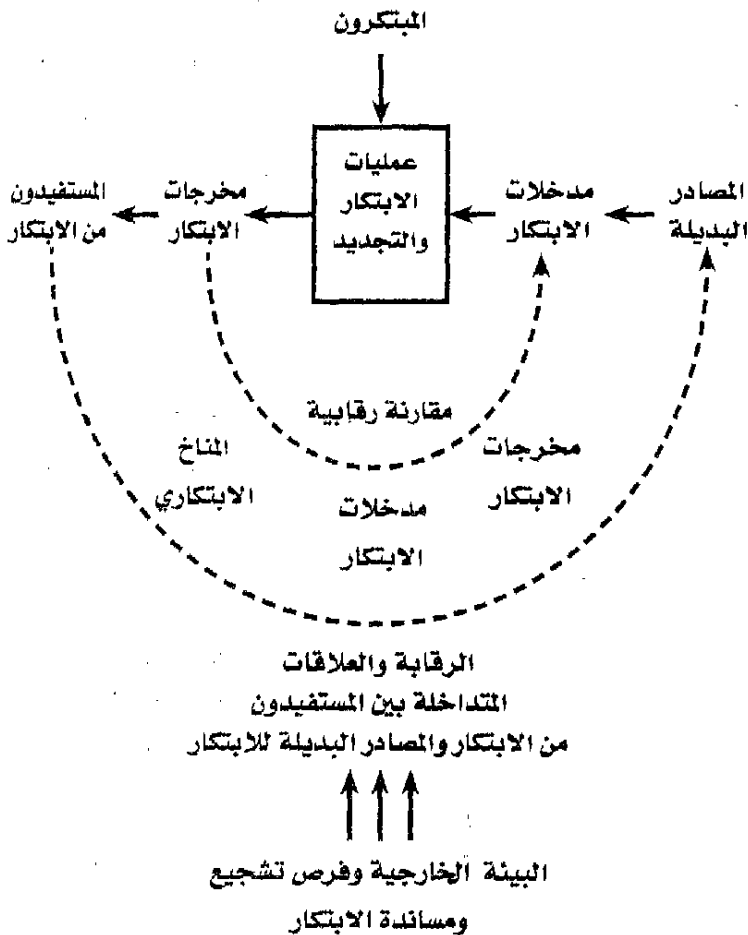 المبتكرون
عمليات
الابتكار
والتجديد
المصادر
البديلة
مدخلات
الابتكار
مخرجات
الابتكار
المستفيدون
من الابتكار
مقارنة رقابية
مخرجات
الابتكار
المناخ
الابتكاري
مدخلات
الابتكار
الرقابة والعلاقات
المتداخلة بين المستفيدون
من الابتكار والمصادر البديلة للابتكار
البيئة الخارجية وفرص تشجيع
ومساندة الابتكار